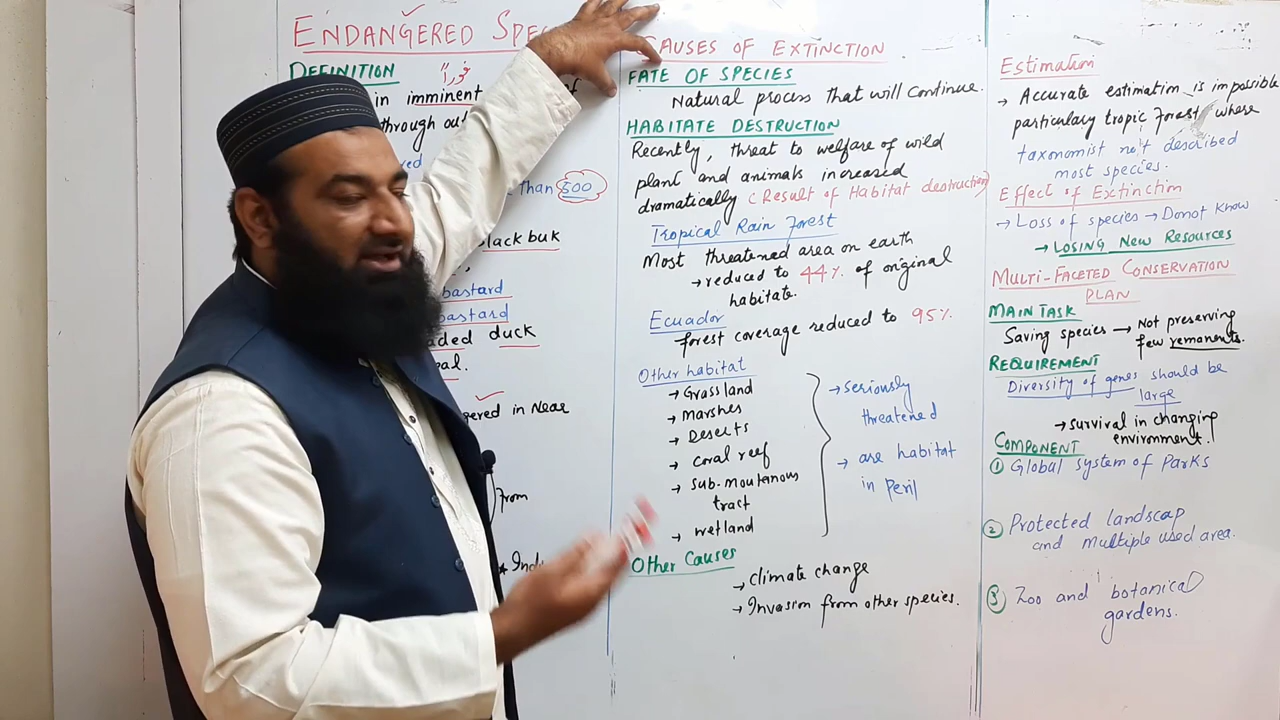 ENDANGERED SPE
DEFINITION
فوراً
in imminent
of
through out
than 800
black buk
bastard
bastard
duck
gered in Near
from
CAUSES OF EXTINCTION
FATE OF SPECIES
Natural process that will continue.
HABITATE DESTRUCTION
Recently, threat to welfare of wild
plant and animals increased
dramatically (Result of Habitat destruction)
Tropical Rain Forest
Most threatened area on earth
→ reduced to 44% of original
habitate.
Ecuador
forest coverage reduced to 95%.
Other habitat
→ Grassland
→ Marshes
→ Deserts
→ coral reef
→ sub-moutenous
tract
→ wetland
→ seriously
threatened
→ are habitat
in peril
Other Causes
→ climate change
→ Invasion from other species.
Estimation
→ Accurate estimation is impossible
particulary tropic forest where
taxonomist not described
most species.
Effect of Extinction
→ Loss of species → Donot know
→ LOSING NEW RESOURCES
MULTI-FACETED CONSERVATION
PLAN
MAIN TASK
Saving species → Not preserving
few remanents.
REQUIREMENT
Diversity of genes should be
large
→ survival in changing
environment.
COMPONENT
① Global system of Parks
② Protected landscap
and multiple used area.
③ Zoo and botanical
gardens.